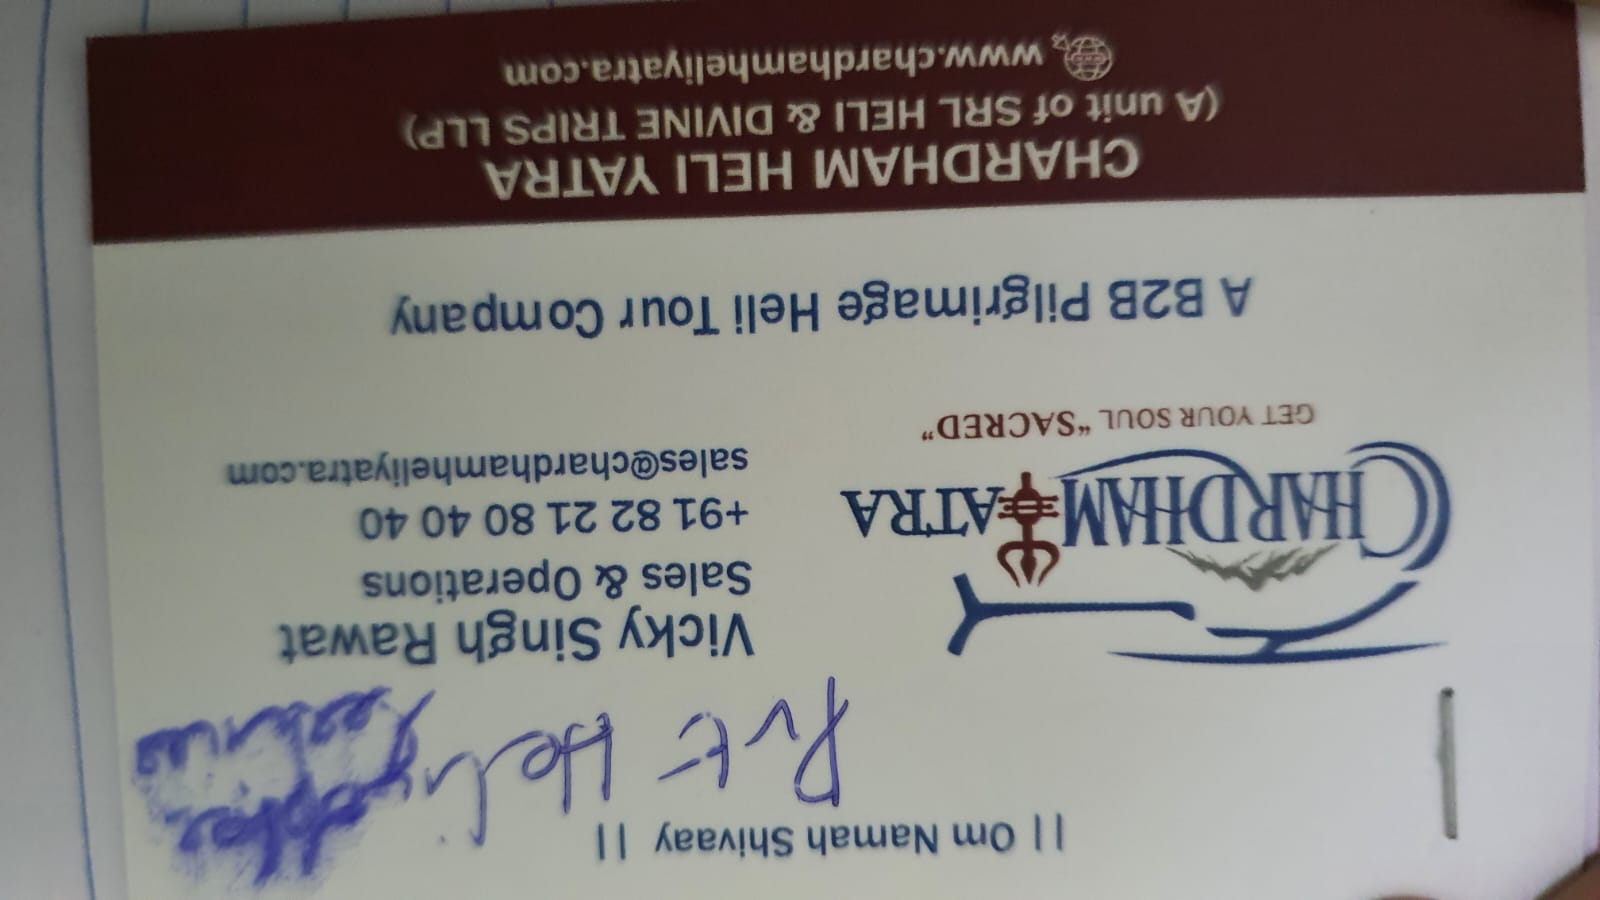 || Om Namah Shivaay ||
Pvt Heli
Vicky Singh Rawat
Sales & Operations
+91 82 21 80 40 40
sales@chardhamheliyatra.com
CHARDHAM YATRA
GET YOUR SOUL "SACRED"
A B2B Pilgrimage Heli Tour Company
CHARDHAM HELI YATRA
(A unit of SRL HELI & DIVINE TRIPS LLP)
www.chardhamheliyatra.com